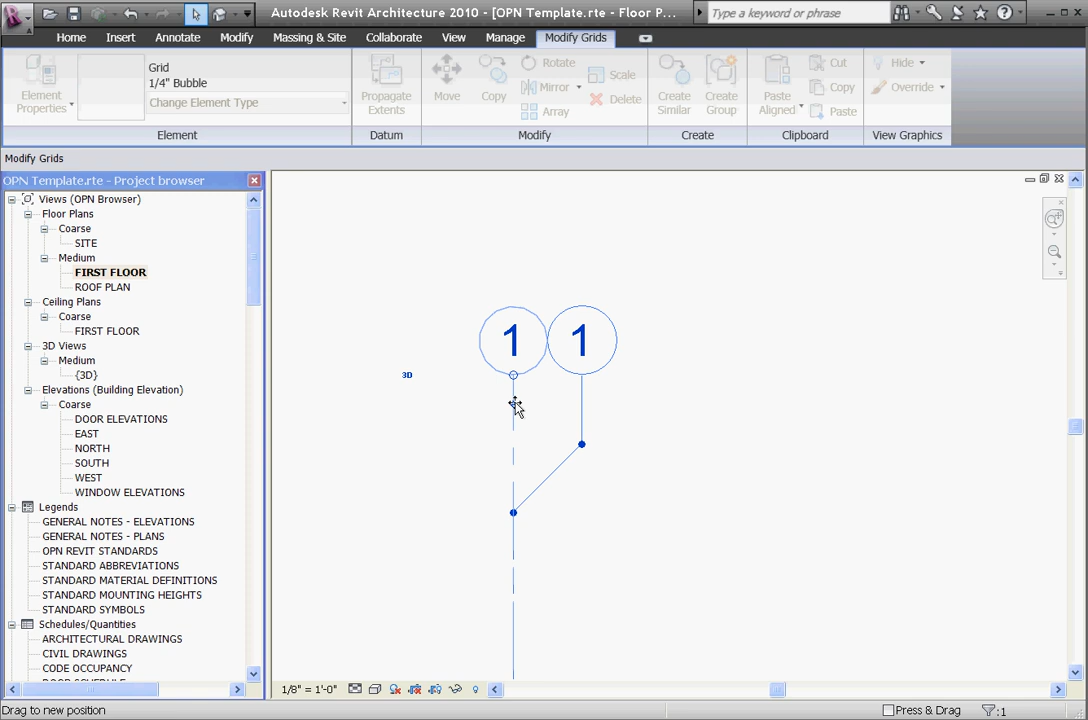 Autodesk Revit Architecture 2010 - [OPN Template.rte - Floor P...
Type a keyword or phrase
Home Insert Annotate Modify Massing & Site Collaborate View Manage Modify Grids
Element Properties
Grid
1/4" Bubble
Change Element Type
Propagate Extents
Move
Copy
Rotate
Mirror
Array
Scale
Delete
Create Similar
Create Group
Paste Aligned
Cut
Copy
Paste
Hide
Override
Element Datum Modify Create Clipboard View Graphics
Modify Grids
OPN Template.rte - Project browser
Views (OPN Browser)
Floor Plans
Coarse
SITE
Medium
FIRST FLOOR
ROOF PLAN
Ceiling Plans
Coarse
FIRST FLOOR
3D Views
Medium
{3D}
Elevations (Building Elevation)
Coarse
DOOR ELEVATIONS
EAST
NORTH
SOUTH
WEST
WINDOW ELEVATIONS
Legends
GENERAL NOTES - ELEVATIONS
GENERAL NOTES - PLANS
OPN REVIT STANDARDS
STANDARD ABBREVIATIONS
STANDARD MATERIAL DEFINITIONS
STANDARD MOUNTING HEIGHTS
STANDARD SYMBOLS
Schedules/Quantities
ARCHITECTURAL DRAWINGS
CIVIL DRAWINGS
CODE OCCUPANCY
1 1
3D
1/8" = 1'-0"
Drag to new position
Press & Drag
:1